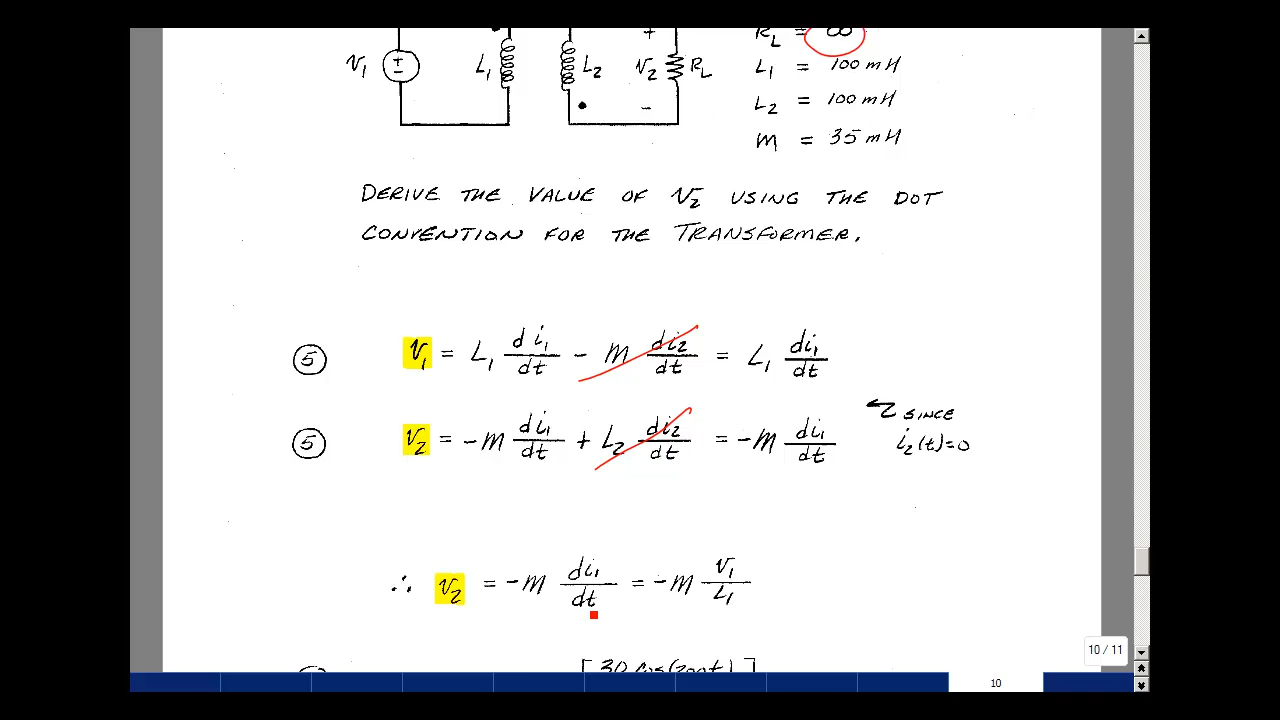 R_L = ∞
V_1 + − L_1 L_2 + V_2 − R_L
L_1 = 100 mH
L_2 = 100 mH
M = 35 mH
DERIVE THE VALUE OF V_2 USING THE DOT
CONVENTION FOR THE TRANSFORMER.
5 V_1 = L_1 di_1/dt - M di_2/dt = L_1 di_1/dt
SINCE
5 V_2 = -M di_1/dt + L_2 di_2/dt = -M di_1/dt i_2(t)=0
∴ V_2 = -M di_1/dt = -M V_1/L_1
10 / 11
10